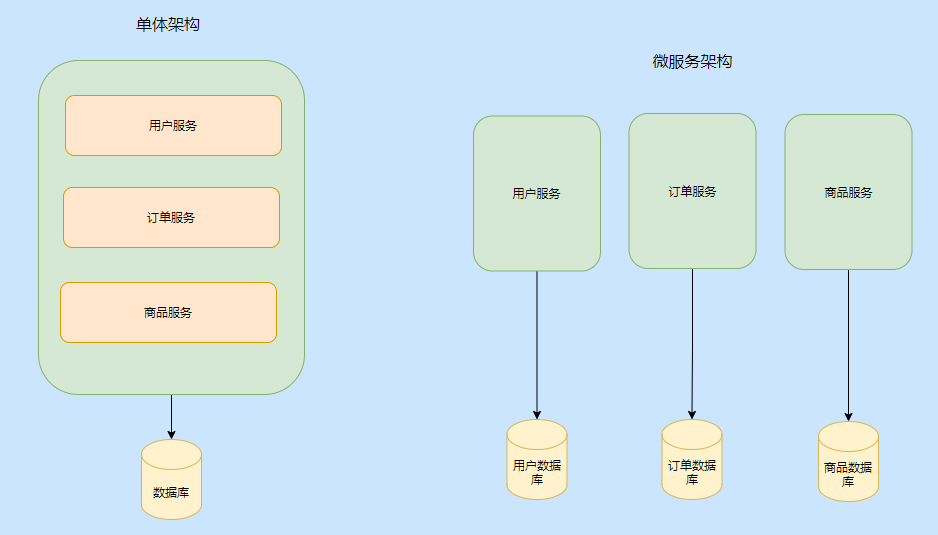 单体架构
用户服务
订单服务
商品服务
数据库
微服务架构
用户服务
订单服务
商品服务
用户数据
库
订单数据
库
商品数据
库